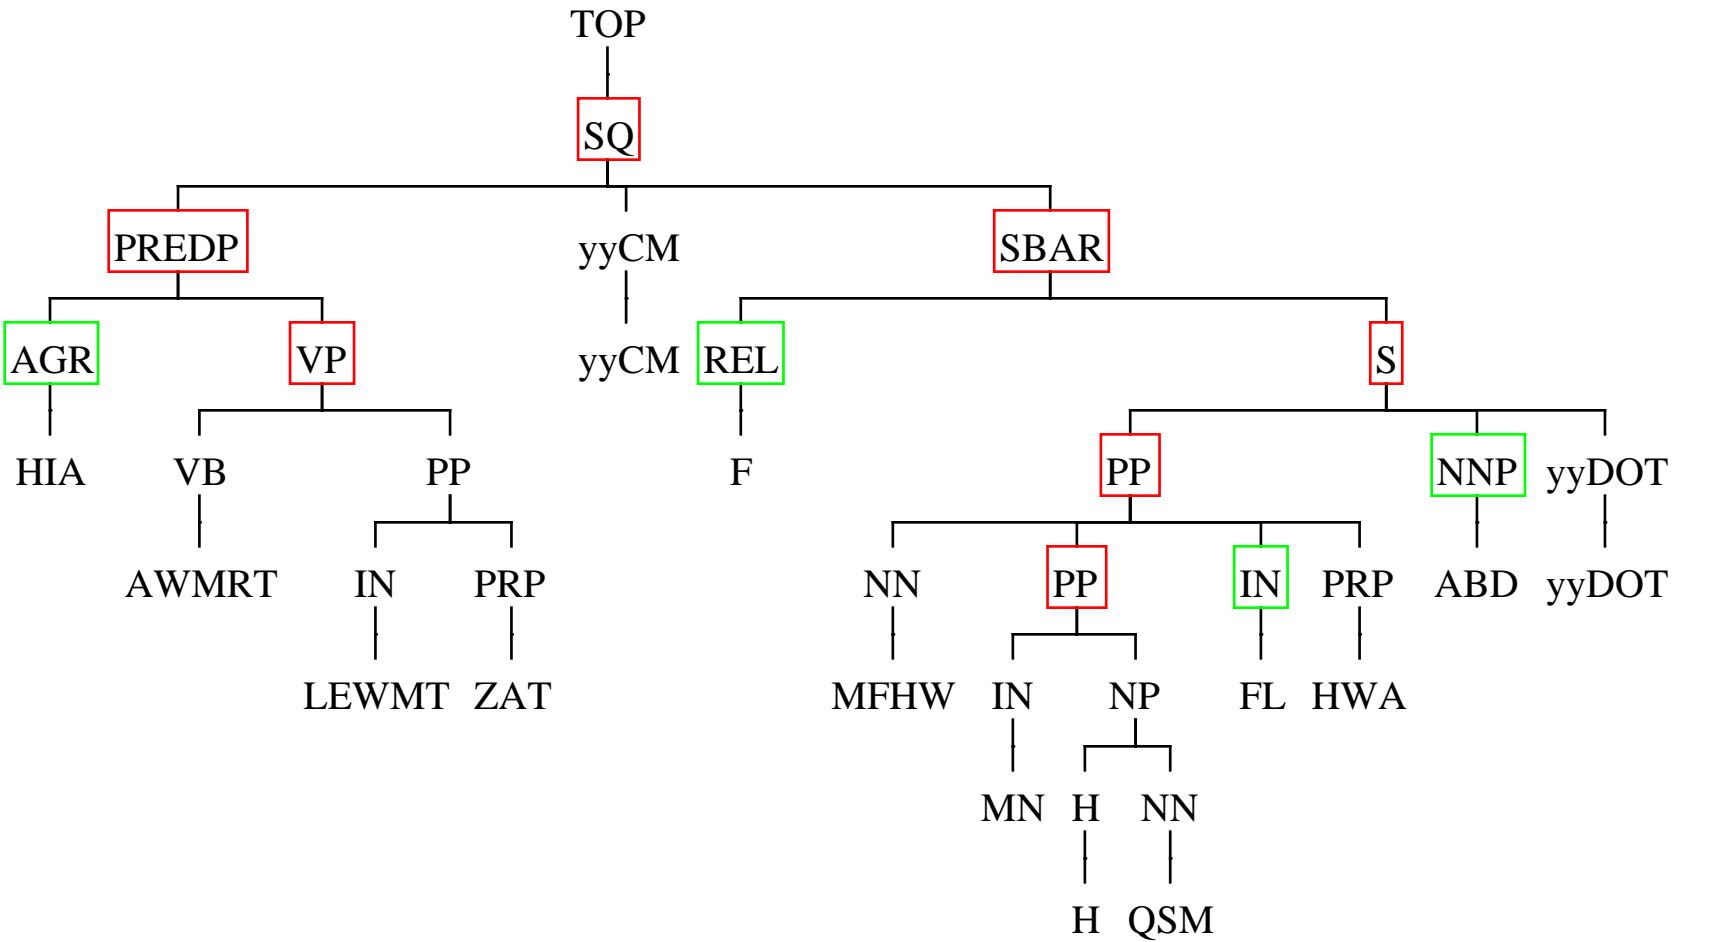 TOP
SQ
PREDP yyCM SBAR
AGR VP yyCM REL S
HIA VB PP F PP NNP yyDOT
AWMRT IN PRP NN PP IN PRP ABD yyDOT
LEWMT ZAT MFHW IN NP FL HWA
MN H NN
H QSM